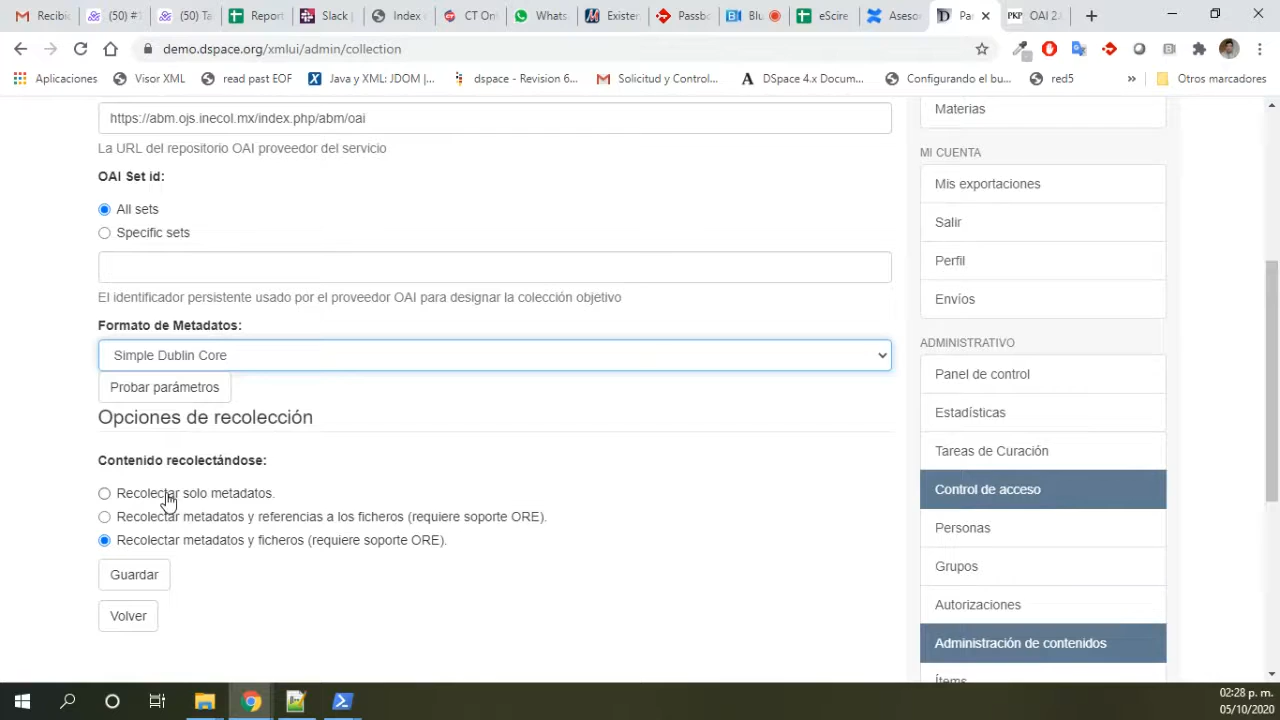 Recibic
(50) #1
(50) Ta
Report
Slack |
Index o
CT On
Whats
Existen
Passbo
Blu
eScire
Asesor
Pa
OAI 2.
demo.dspace.org/xmlui/admin/collection
Aplicaciones
Visor XML
read past EOF
Java y XML: JDOM |...
dspace - Revision 6...
Solicitud y Control...
DSpace 4.x Docum...
Configurando el bu...
red5
»
Otros marcadores
https://abm.ojs.inecol.mx/index.php/abm/oai
La URL del repositorio OAI proveedor del servicio
OAI Set id:
All sets
Specific sets
El identificador persistente usado por el proveedor OAI para designar la colección objetivo
Formato de Metadatos:
Simple Dublin Core
Probar parámetros
Opciones de recolección
Contenido recolectándose:
Recolectar solo metadatos.
Recolectar metadatos y referencias a los ficheros (requiere soporte ORE).
Recolectar metadatos y ficheros (requiere soporte ORE).
Guardar
Volver
Materias
MI CUENTA
Mis exportaciones
Salir
Perfil
Envíos
ADMINISTRATIVO
Panel de control
Estadísticas
Tareas de Curación
Control de acceso
Personas
Grupos
Autorizaciones
Administración de contenidos
Ítems
02:28 p. m.
05/10/2020